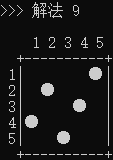 >>> 解法 9
1 2 3 4 5
+-----------+
1| ● |
2| ● |
3| ● |
4| ● |
5| ● |
+-----------+